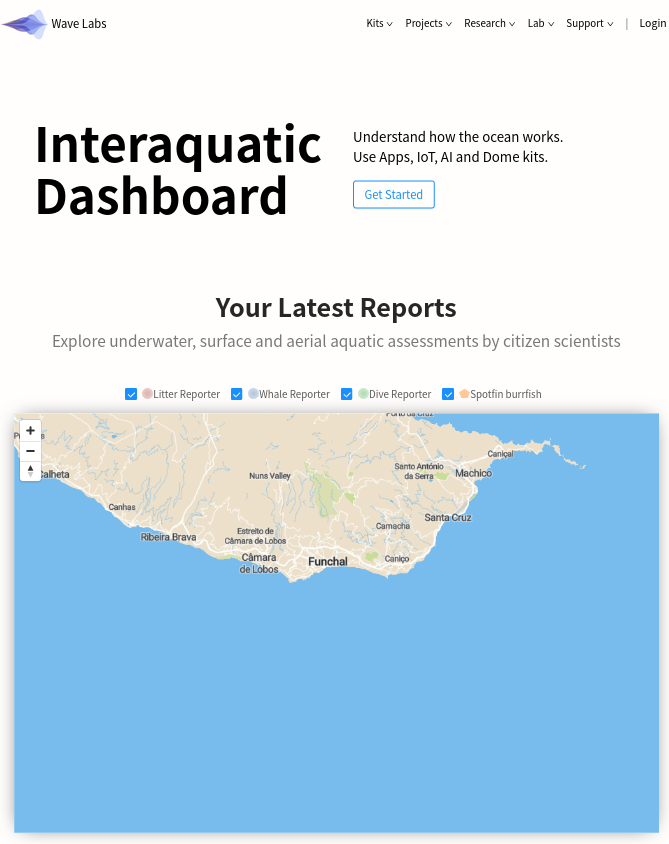 Wave Labs
Kits
Projects
Research
Lab
Support
|
Login
Interaquatic
Dashboard
Understand how the ocean works.
Use Apps, IoT, AI and Dome kits.
Get Started
Your Latest Reports
Explore underwater, surface and aerial aquatic assessments by citizen scientists
Litter Reporter
Whale Reporter
Dive Reporter
Spotfin burrfish
Porto da Cruz
Caniçal
Santo António
da Serra
Machico
Calheta
Nuns Valley
Canhas
Santa Cruz
Ribeira Brava
Estreito de
Câmara de Lobos
Camacha
Câmara
de Lobos
Funchal
Caniço